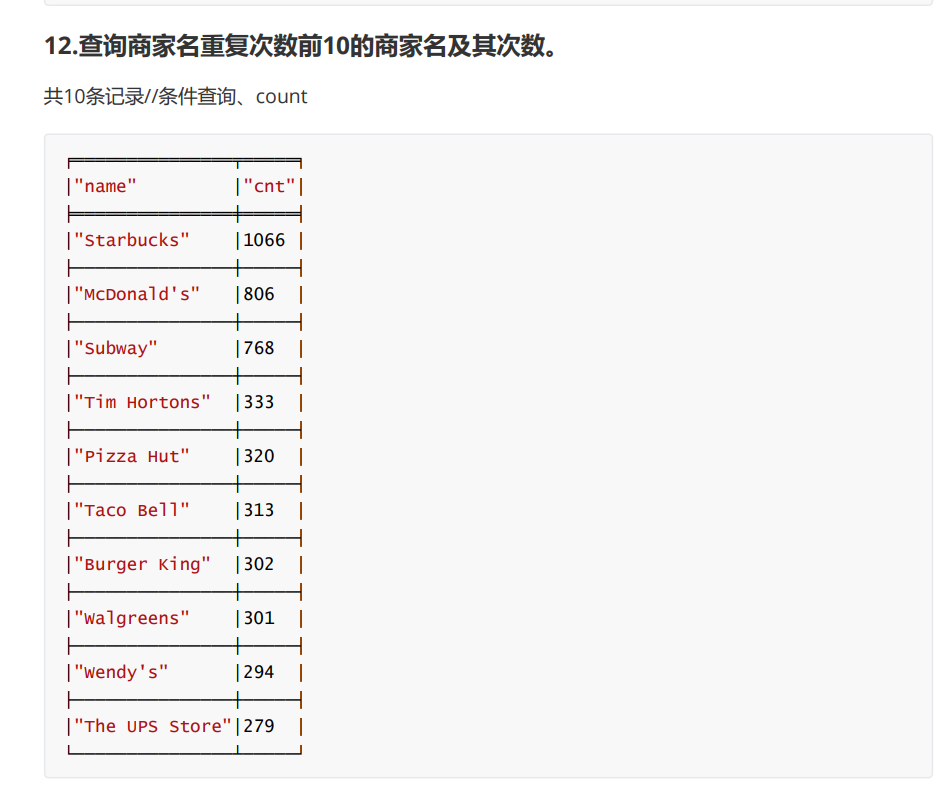 12.查询商家名重复次数前10的商家名及其次数。
共10条记录//条件查询、count
"name" "cnt"
"Starbucks" 1066
"McDonald's" 806
"Subway" 768
"Tim Hortons" 333
"Pizza Hut" 320
"Taco Bell" 313
"Burger King" 302
"Walgreens" 301
"Wendy's" 294
"The UPS Store" 279